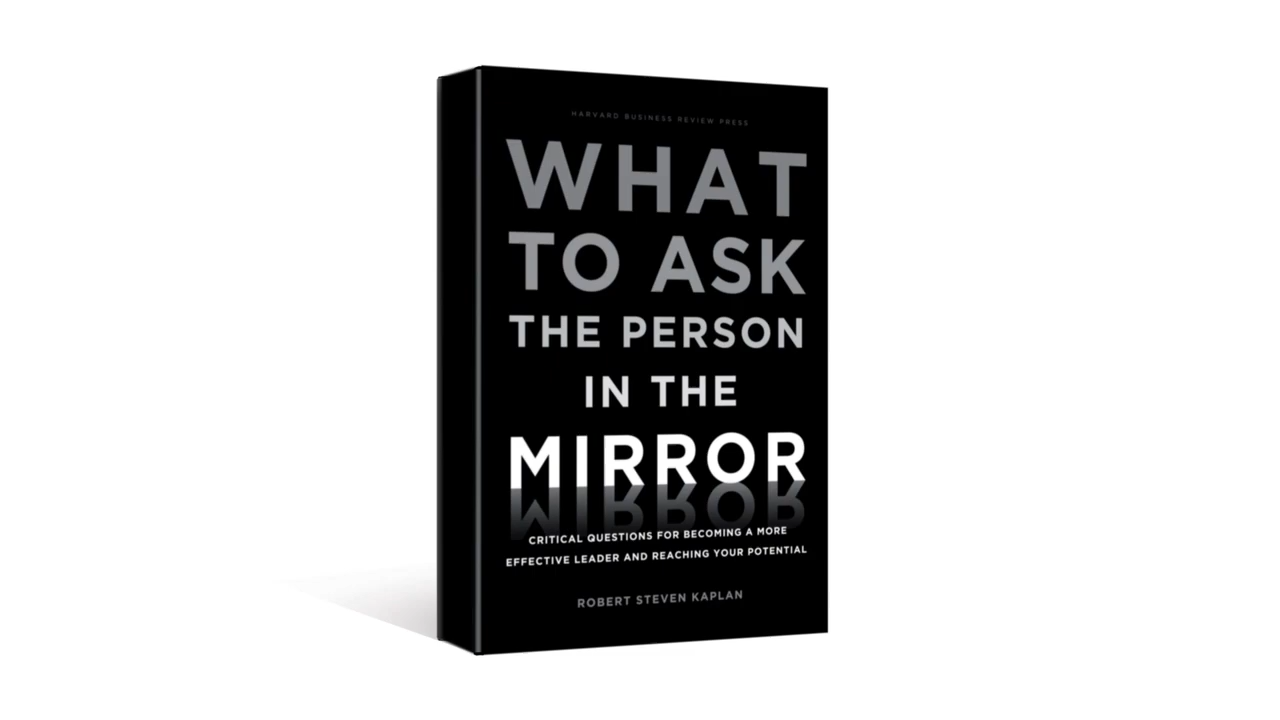 HARVARD BUSINESS REVIEW PRESS
WHAT
TO ASK
THE PERSON
IN THE
MIRROR
CRITICAL QUESTIONS FOR BECOMING A MORE
EFFECTIVE LEADER AND REACHING YOUR POTENTIAL
ROBERT STEVEN KAPLAN